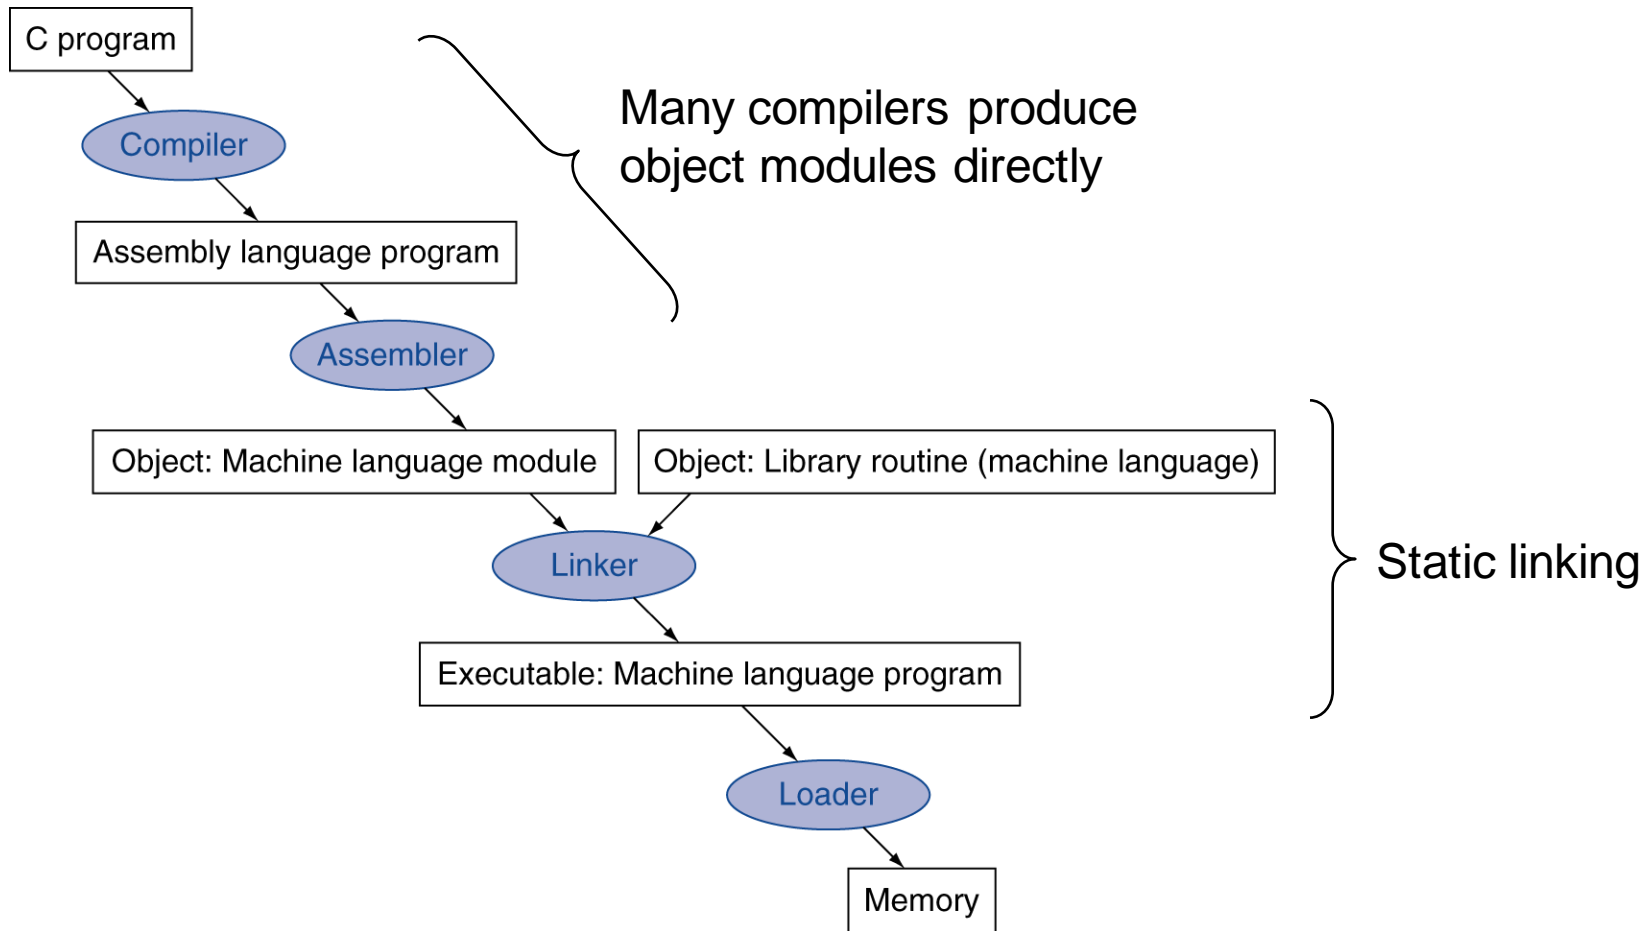 C program
Many compilers produce
object modules directly
Compiler
Assembly language program
Assembler
Object: Machine language module
Object: Library routine (machine language)
Linker
Static linking
Executable: Machine language program
Loader
Memory